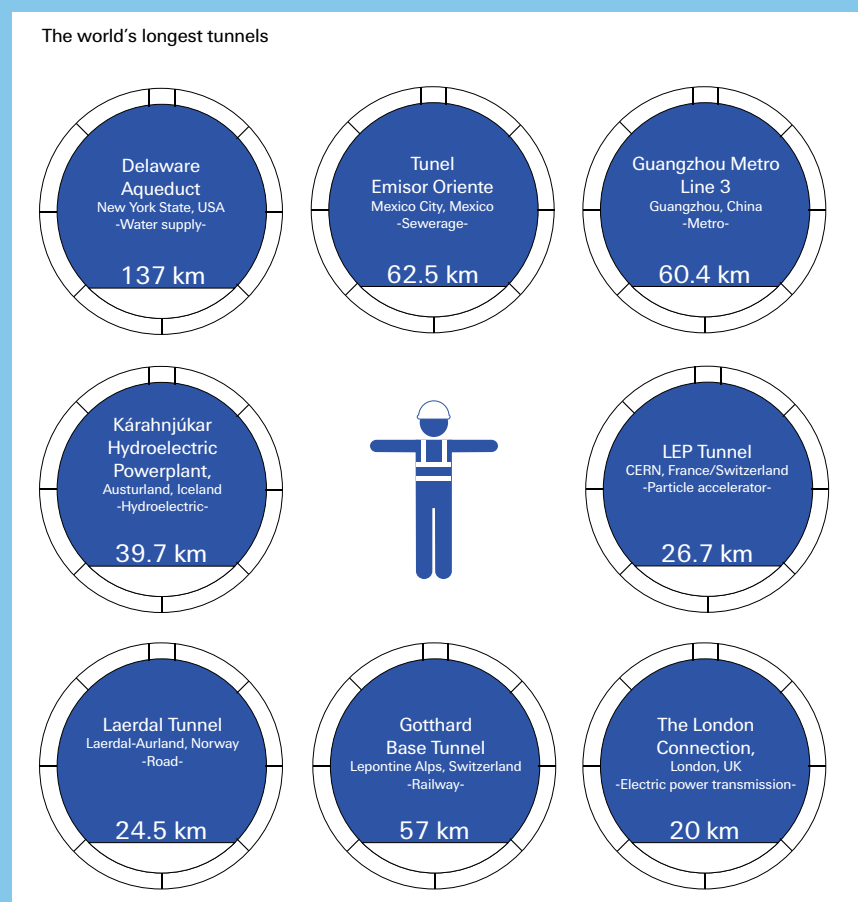 The world's longest tunnels
Delaware
Aqueduct
New York State, USA
-Water supply-
137 km
Tunel
Emisor Oriente
Mexico City, Mexico
-Sewerage-
62.5 km
Guangzhou Metro
Line 3
Guangzhou, China
-Metro-
60.4 km
Kárahnjúkar
Hydroelectric
Powerplant,
Austurland, Iceland
-Hydroelectric-
39.7 km
LEP Tunnel
CERN, France/Switzerland
-Particle accelerator-
26.7 km
Laerdal Tunnel
Laerdal-Aurland, Norway
-Road-
24.5 km
Gotthard
Base Tunnel
Lepontine Alps, Switzerland
-Railway-
57 km
The London
Connection,
London, UK
-Electric power transmission-
20 km